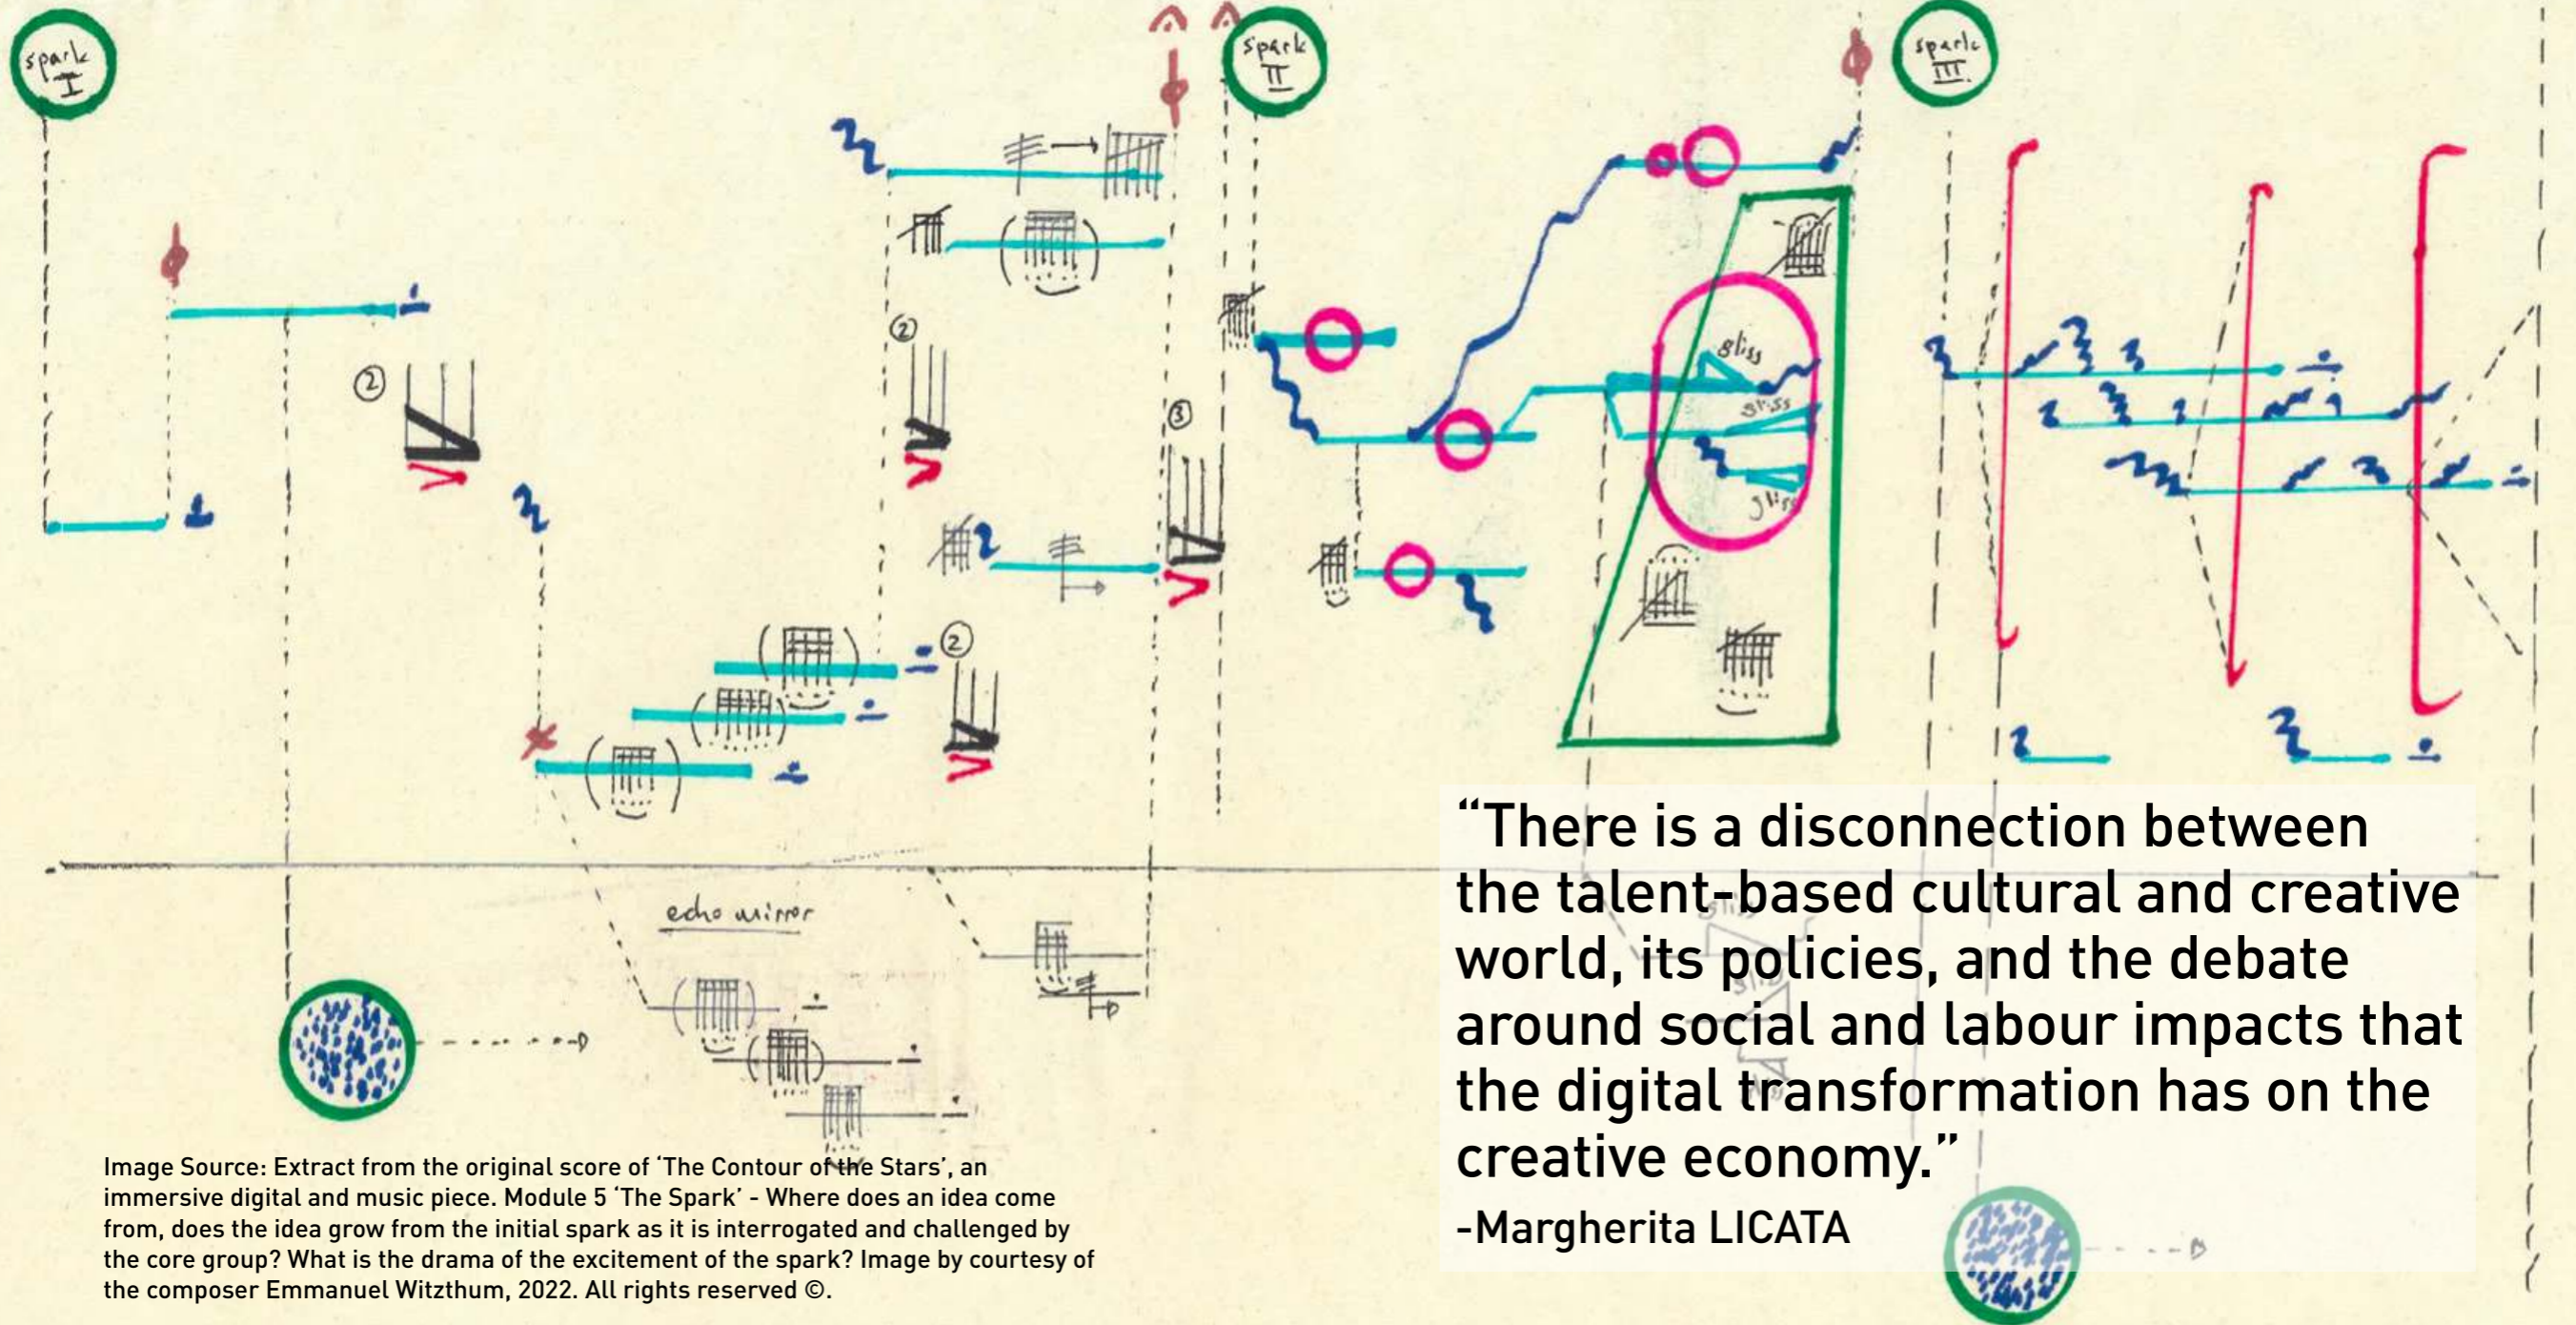 spark
I
spark
II
spark
III
②
②
③
②
gliss
gliss
gliss
echo mirror
“There is a disconnection between
the talent-based cultural and creative
world, its policies, and the debate
around social and labour impacts that
the digital transformation has on the
creative economy.”
-Margherita LICATA
Image Source: Extract from the original score of ‘The Contour of the Stars’, an
immersive digital and music piece. Module 5 ‘The Spark’ - Where does an idea come
from, does the idea grow from the initial spark as it is interrogated and challenged by
the core group? What is the drama of the excitement of the spark? Image by courtesy of
the composer Emmanuel Witzthum, 2022. All rights reserved ©.